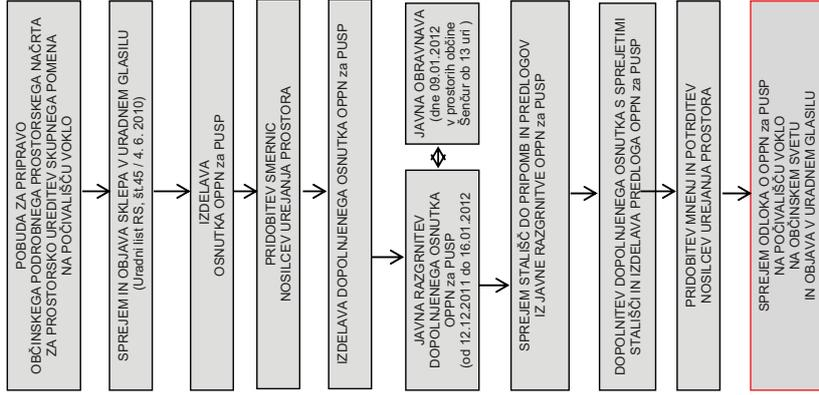 POBUDA ZA PRIPRAVO
OBČINSKEGA PODROBNEGA PROSTORSKEGA NAČRTA
ZA PROSTORSKO UREDITEV SKUPNEGA POMENA
NA POČIVALIŠČU VOKLO
SPREJEM IN OBJAVA SKLEPA V URADNEM GLASILU
(Uradni list RS, št.45 / 4. 6. 2010)
IZDELAVA
OSNUTKA OPPN za PUSP
PRIDOBITEV SMERNIC
NOSILCEV UREJANJA PROSTORA
IZDELAVA DOPOLNJENEGA OSNUTKA OPPN za PUSP
JAVNA RAZGRNITEV
DOPOLNJENEGA OSNUTKA
OPPN za PUSP
(od 12.12.2011 do 16.01.2012
JAVNA OBRAVNAVA
(dne 09.01.2012
v prostorih občine
Šenčur ob 13 uri )
SPREJEM STALIŠČ DO PRIPOMB IN PREDLOGOV
IZ JAVNE RAZGRNITVE OPPN za PUSP
DOPOLNITEV DOPOLNJENEGA OSNUTKA S SPREJETIMI
STALIŠČI IN IZDELAVA PREDLOGA OPPN za PUSP
PRIDOBITEV MNENJ IN POTRDITEV
NOSILCEV UREJANJA PROSTORA
SPREJEM ODLOKA O OPPN za PUSP
NA POČIVALIŠČU VOKLO
NA OBČINSKEM SVETU
IN OBJAVA V URADNEM GLASILU